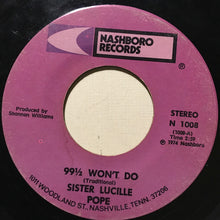 NASHBORO
RECORDS
Produced by
Shannon Williams
STEREO
N 1008
(1008-A)
Time 2:59
℗ 1974 Nashboro
99½ WON'T DO
(Traditional)
SISTER LUCILLE
POPE
1011 WOODLAND ST., NASHVILLE, TENN. 37206